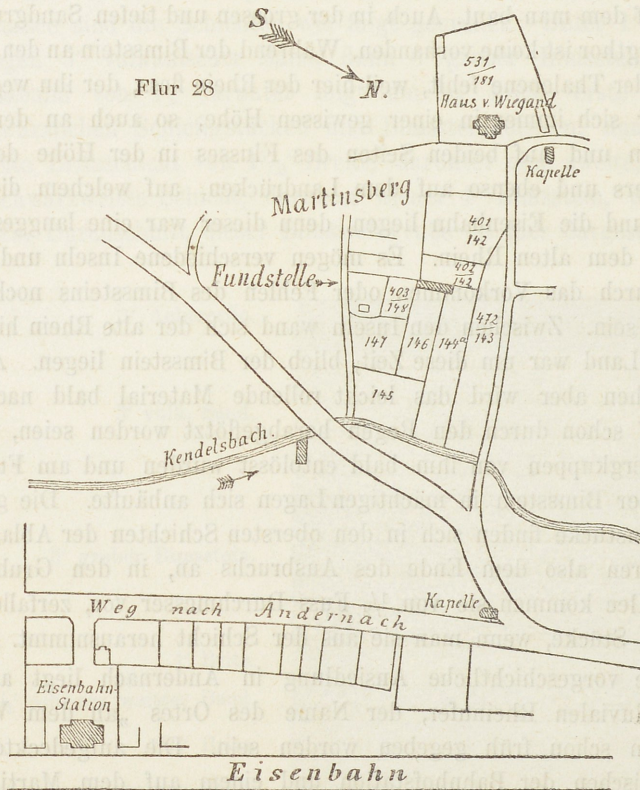 S
N.
Flur 28
531
181
Haus v. Wiegand
Kapelle
Martinsberg
401
142
Fundstelle
402
142
403
148
472
143
147
146
144a
145
Kendelsbach
Kapelle
Weg nach Andernach
Eisenbahn-
Station
Eisenbahn